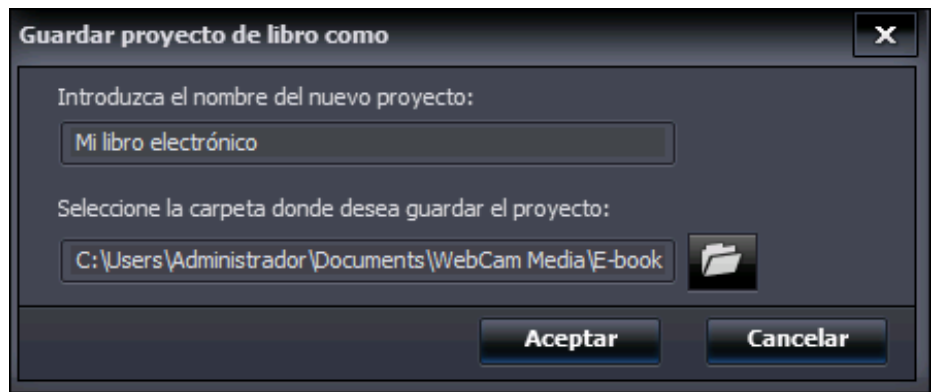 Guardar proyecto de libro como
Introduzca el nombre del nuevo proyecto:
Mi libro electrónico
Seleccione la carpeta donde desea guardar el proyecto:
C:\Users\Administrador\Documents\WebCam Media\E-book
Aceptar Cancelar